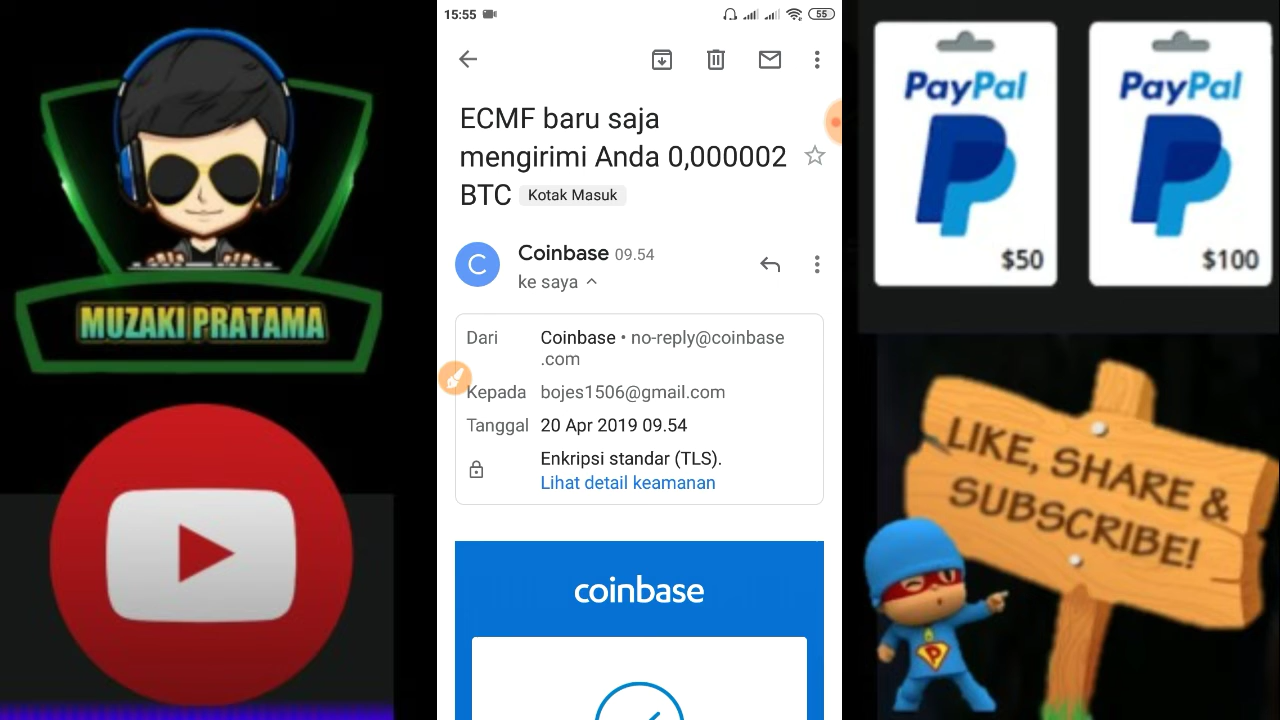 MUZAKI PRATAMA
15:55
55
ECMF baru saja
mengirimi Anda 0,000002
BTC Kotak Masuk
C
Coinbase 09.54
ke saya
Dari Coinbase • no-reply@coinbase
.com
Kepada bojes1506@gmail.com
Tanggal 20 Apr 2019 09.54
Enkripsi standar (TLS).
Lihat detail keamanan
coinbase
PayPal
$50
PayPal
$100
LIKE, SHARE &
SUBSCRIBE!
P